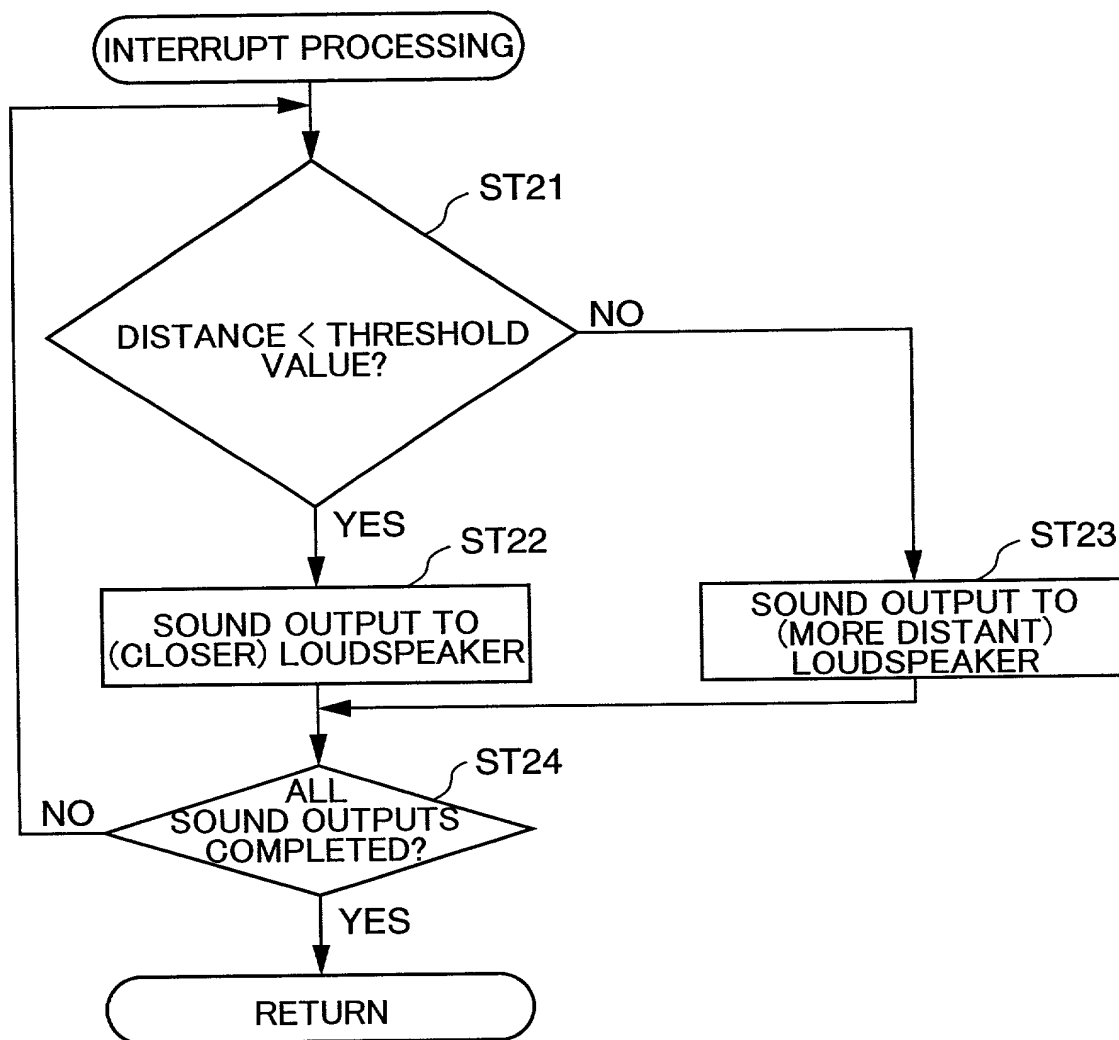 INTERRUPT PROCESSING
ST21
DISTANCE < THRESHOLD
VALUE?
NO
YES
ST22
ST23
SOUND OUTPUT TO
(CLOSER) LOUDSPEAKER
SOUND OUTPUT TO
(MORE DISTANT)
LOUDSPEAKER
ST24
ALL
SOUND OUTPUTS
COMPLETED?
NO
YES
RETURN